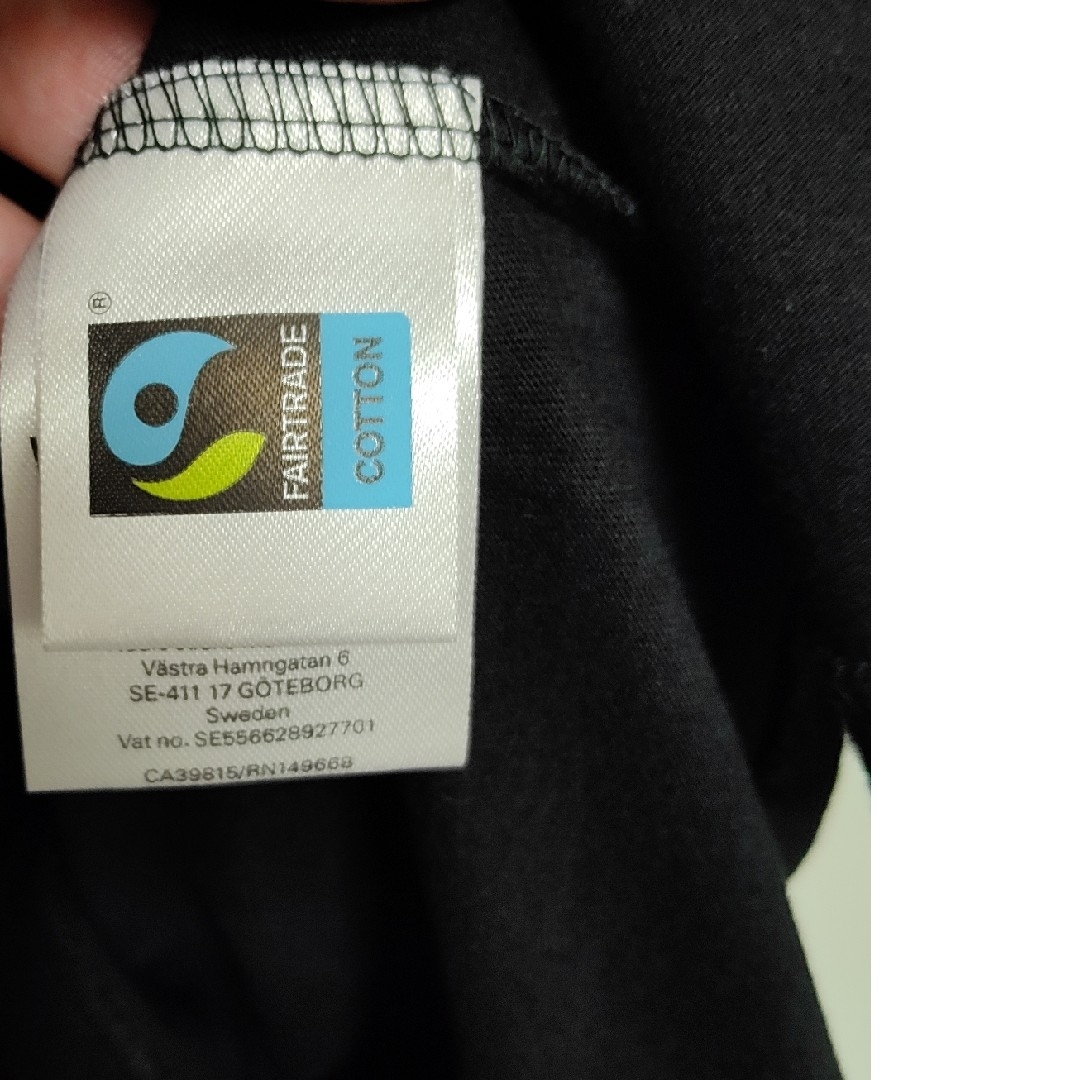 ®
FAIRTRADE
COTTON
Västra Hamngatan 6
SE-411 17 GÖTEBORG
Sweden
Vat no. SE556628927701
CA39815/RN149668